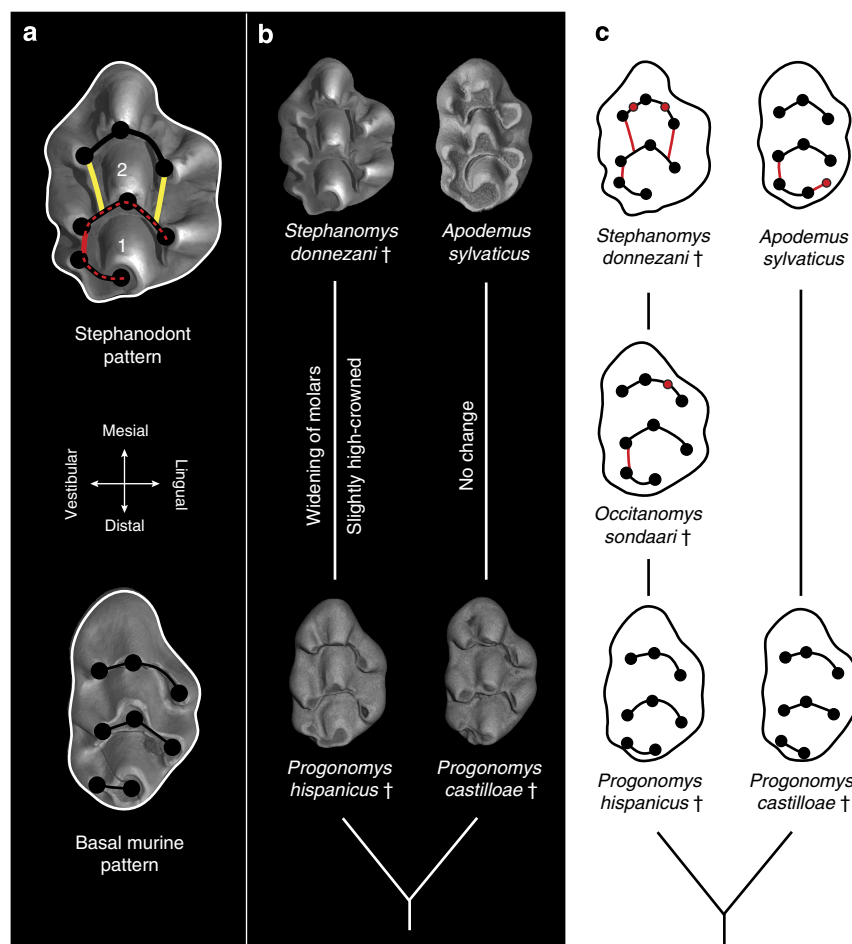 a
2
1
Stephanodont
pattern
Mesial
Vestibular
Lingual
Distal
Basal murine
pattern
b
Stephanomys
donnezani †
Apodemus
sylvaticus
Widening of molars
Slightly high-crowned
No change
Progonomys
hispanicus †
Progonomys
castilloae †
c
Stephanomys
donnezani †
Apodemus
sylvaticus
Occitanomys
sondaari †
Progonomys
hispanicus †
Progonomys
castilloae †